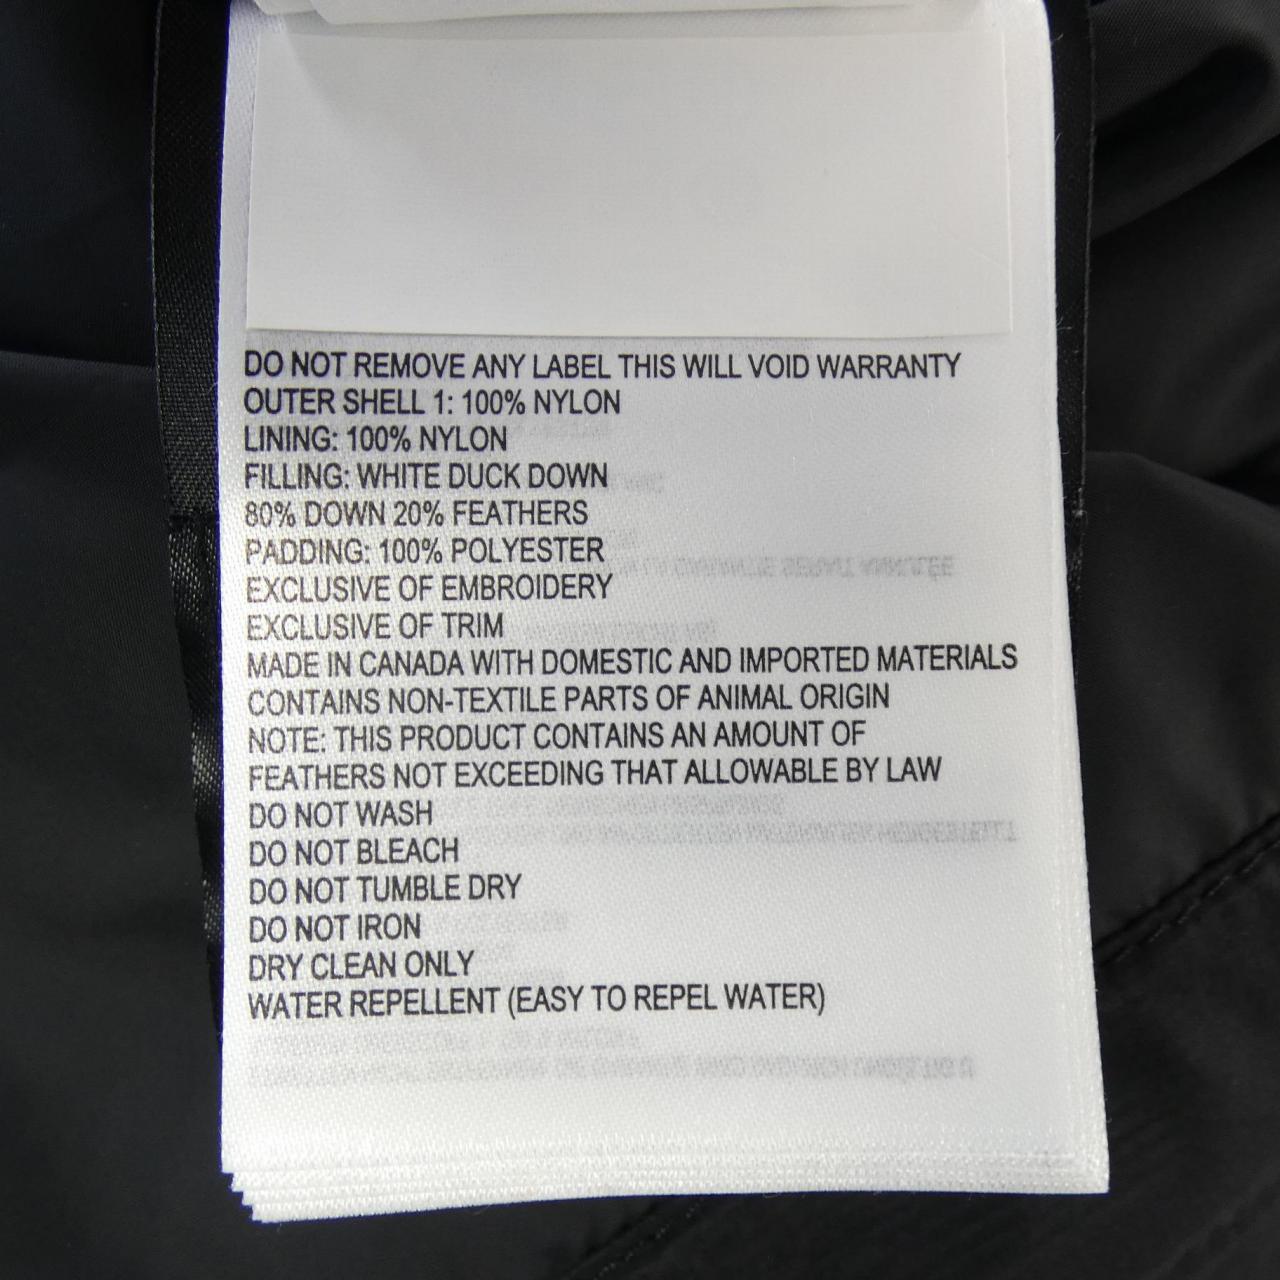 DO NOT REMOVE ANY LABEL THIS WILL VOID WARRANTY
OUTER SHELL 1: 100% NYLON
LINING: 100% NYLON
FILLING: WHITE DUCK DOWN
80% DOWN 20% FEATHERS
PADDING: 100% POLYESTER
EXCLUSIVE OF EMBROIDERY
EXCLUSIVE OF TRIM
MADE IN CANADA WITH DOMESTIC AND IMPORTED MATERIALS
CONTAINS NON-TEXTILE PARTS OF ANIMAL ORIGIN
NOTE: THIS PRODUCT CONTAINS AN AMOUNT OF
FEATHERS NOT EXCEEDING THAT ALLOWABLE BY LAW
DO NOT WASH
DO NOT BLEACH
DO NOT TUMBLE DRY
DO NOT IRON
DRY CLEAN ONLY
WATER REPELLENT (EASY TO REPEL WATER)